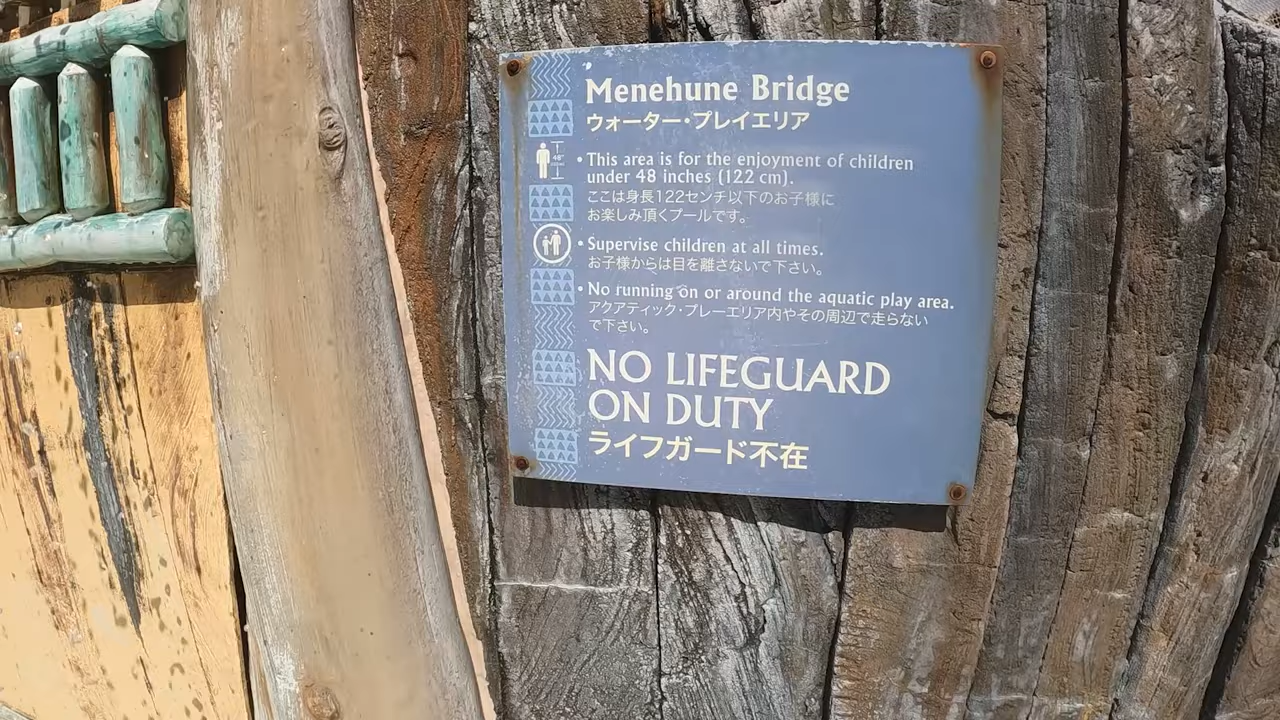 Menehune Bridge
ウォーター・プレイエリア
48"
• This area is for the enjoyment of children
under 48 inches (122 cm).
ここは身長122センチ以下のお子様に
お楽しみ頂くプールです。
• Supervise children at all times.
お子様からは目を離さないで下さい。
• No running on or around the aquatic play area.
アクアティック・プレーエリア内やその周辺で走らない
で下さい。
NO LIFEGUARD
ON DUTY
ライフガード不在